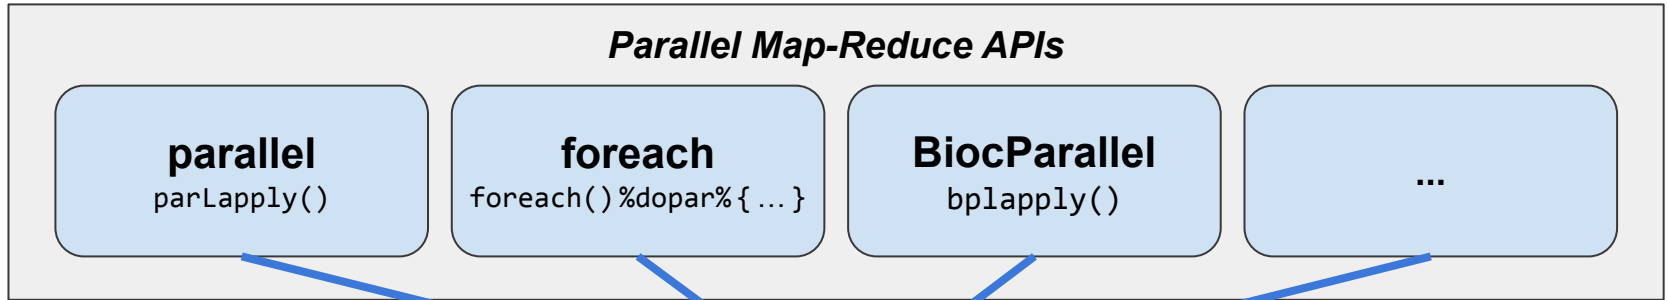 Parallel Map-Reduce APIs
parallel
parLapply()
foreach
foreach()%dopar%{…}
BiocParallel
bplapply()
...